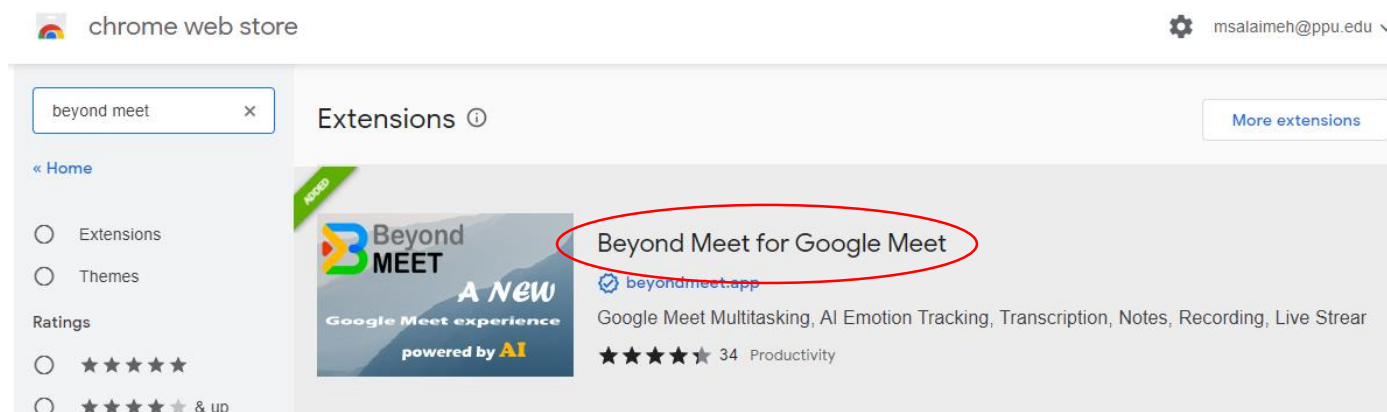 chrome web store
msalaimeh@ppu.edu
beyond meet
« Home
Extensions
Themes
Ratings
& up
Extensions
More extensions
ADDED
Beyond
MEET
A NEW
Google Meet experience
powered by AI
Beyond Meet for Google Meet
beyondmeet.app
Google Meet Multitasking, AI Emotion Tracking, Transcription, Notes, Recording, Live Strear
34 Productivity